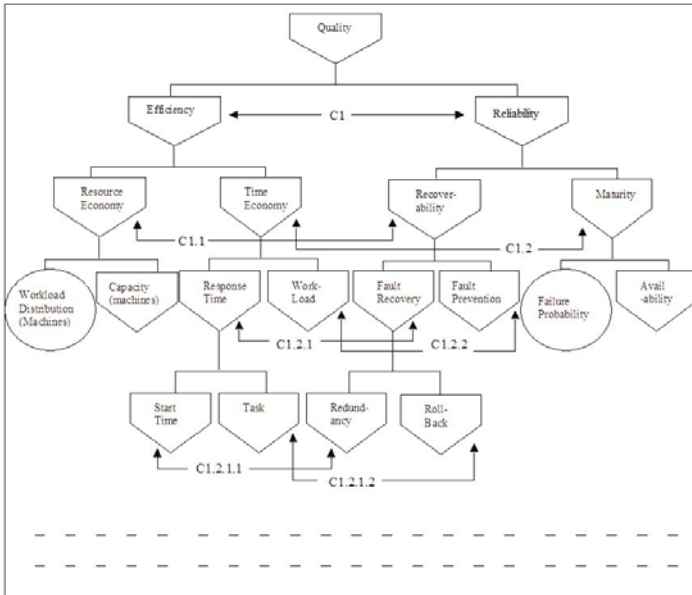 Quality
Efficiency
C1
Reliability
Resource
Economy
Time
Economy
Recover-
ability
Maturity
C1.1
C1.2
Workload
Distribution
(Machines)
Capacity
(machines)
Response
Time
Work-
Load
Fault
Recovery
Fault
Prevention
Failure
Probability
Avail
-ability
C1.2.1
C1.2.2
Start
Time
Task
Redund-
ancy
Roll-
Back
C1.2.1.1
C1.2.1.2